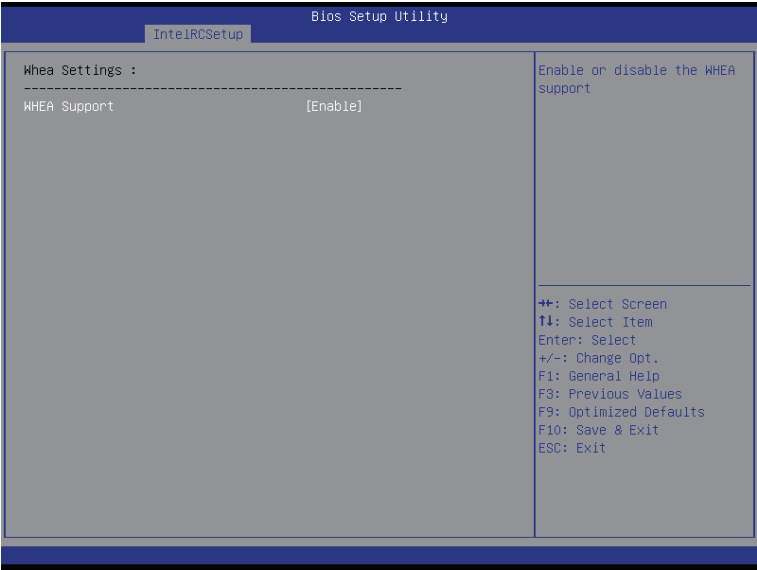 Bios Setup Utility
IntelRCSetup
Whea Settings :
--------------------------------------------------
WHEA Support [Enable]
Enable or disable the WHEA
support
→←: Select Screen
↑↓: Select Item
Enter: Select
+/-: Change Opt.
F1: General Help
F3: Previous Values
F9: Optimized Defaults
F10: Save & Exit
ESC: Exit